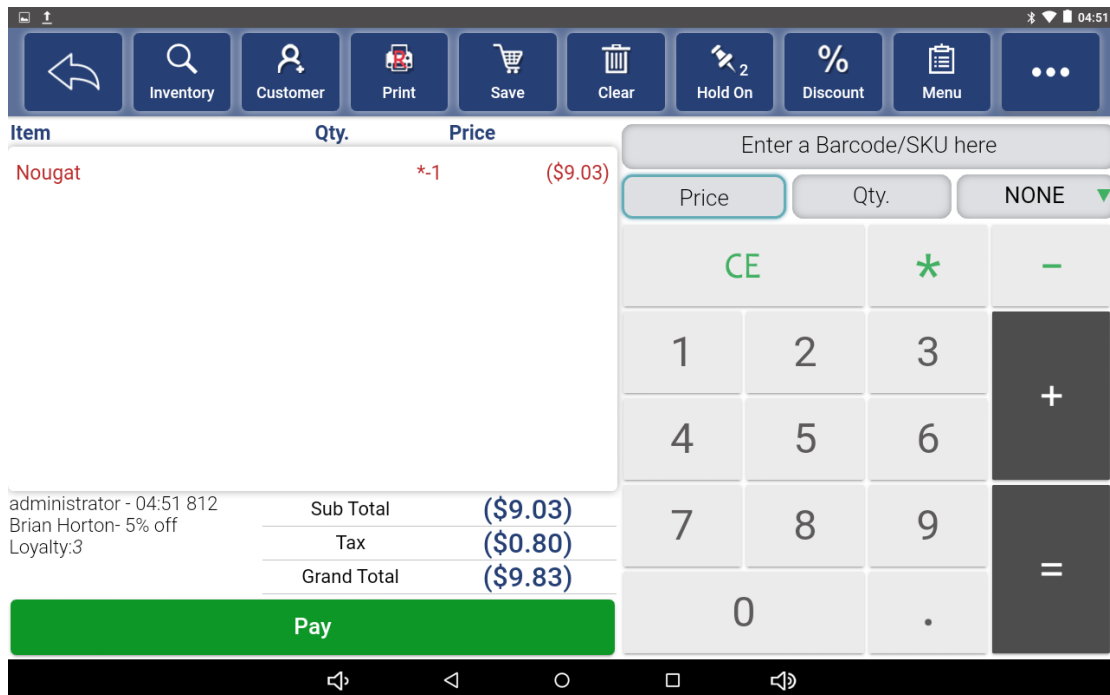 04:51
Inventory Customer Print Save Clear Hold On 2 Discount Menu
Item Qty. Price
Nougat *-1 ($9.03)
Enter a Barcode/SKU here
Price Qty. NONE
CE * −
1 2 3
+
4 5 6
7 8 9
=
0 .
administrator - 04:51 812
Brian Horton- 5% off
Loyalty:3
Sub Total ($9.03)
Tax ($0.80)
Grand Total ($9.83)
Pay